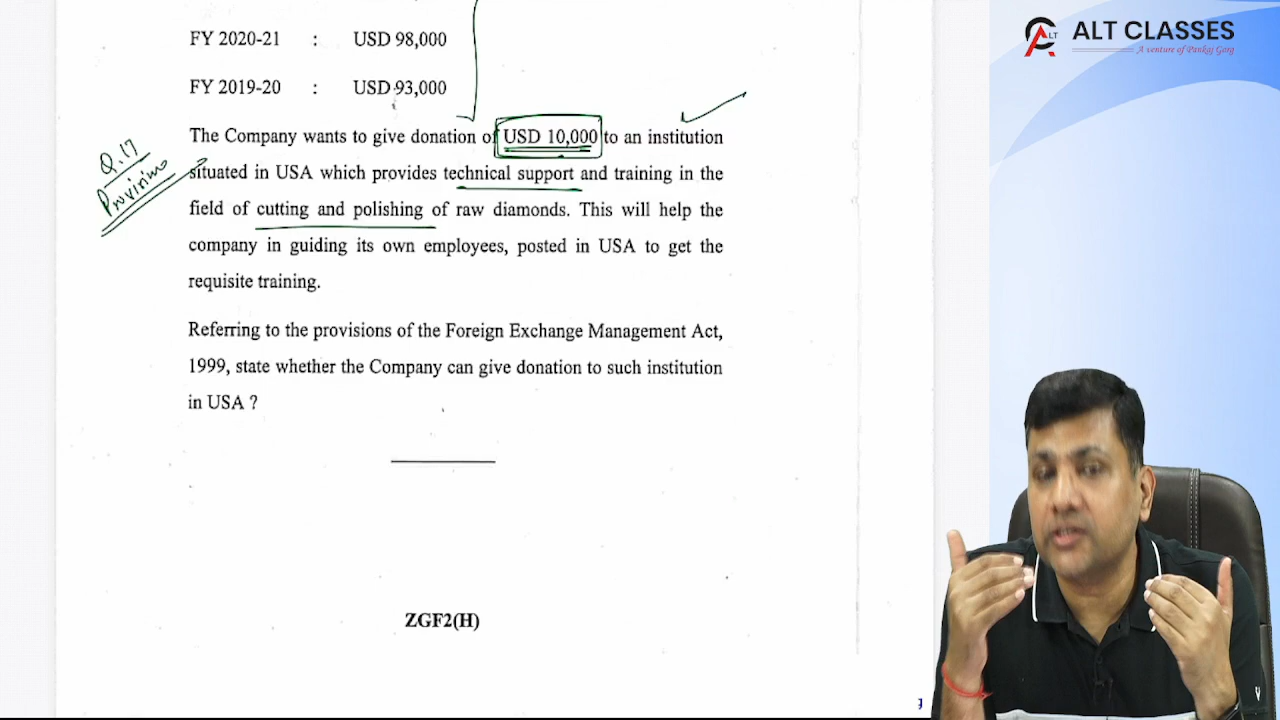 ALT CLASSES
A venture of Pankaj Garg
ALT
FY 2020-21 : USD 98,000
FY 2019-20 : USD 93,000
The Company wants to give donation of USD 10,000 to an institution
situated in USA which provides technical support and training in the
field of cutting and polishing of raw diamonds. This will help the
company in guiding its own employees, posted in USA to get the
requisite training.
Q.17
Provisions
Referring to the provisions of the Foreign Exchange Management Act,
1999, state whether the Company can give donation to such institution
in USA ?
ZGF2(H)